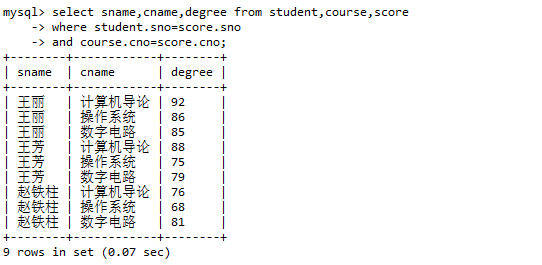 mysql> select sname,cname,degree from student,course,score
    -> where student.sno=score.sno
    -> and course.cno=score.cno;
+--------+------------+--------+
| sname  | cname      | degree |
+--------+------------+--------+
| 王丽   | 计算机导论 | 92     |
| 王丽   | 操作系统   | 86     |
| 王丽   | 数字电路   | 85     |
| 王芳   | 计算机导论 | 88     |
| 王芳   | 操作系统   | 75     |
| 王芳   | 数字电路   | 79     |
| 赵铁柱 | 计算机导论 | 76     |
| 赵铁柱 | 操作系统   | 68     |
| 赵铁柱 | 数字电路   | 81     |
+--------+------------+--------+
9 rows in set (0.07 sec)